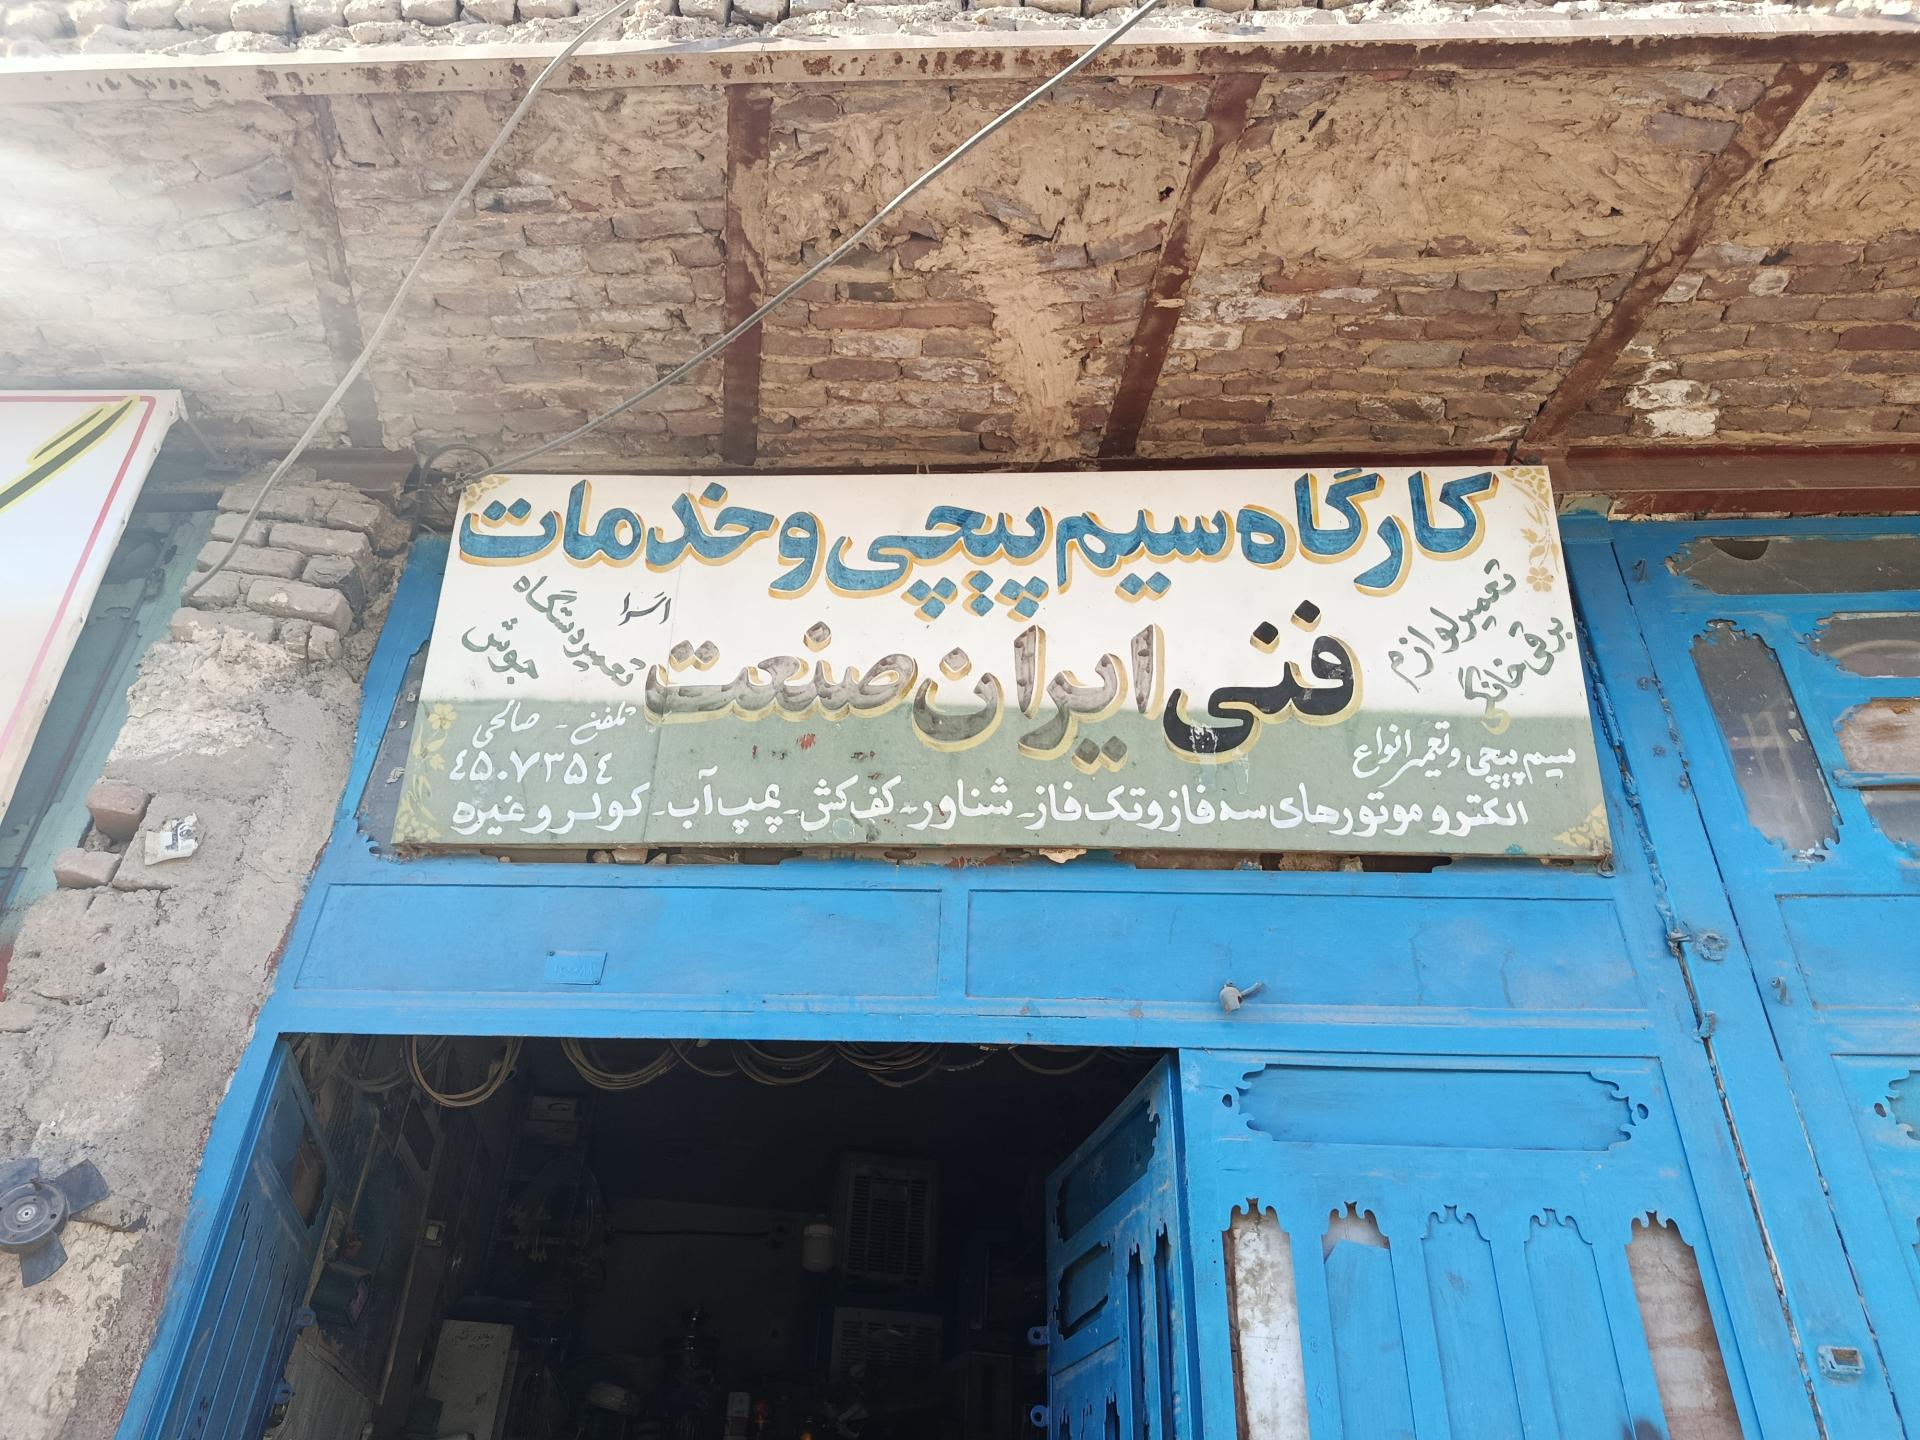 کارگاه سیم پیچی و خدمات
فنی ایران صنعت
تعمیر لوازم
برقی خانگی
اسرا
تعمیر دستگاه
جوش
تلفن - صالحی
٤۵۰۷۳۵٤
سیم پیچی و تعمیر انواع
الکترو موتورهای سه فاز و تک فاز - شناور - کف کش - پمپ آب - کولر و غیره